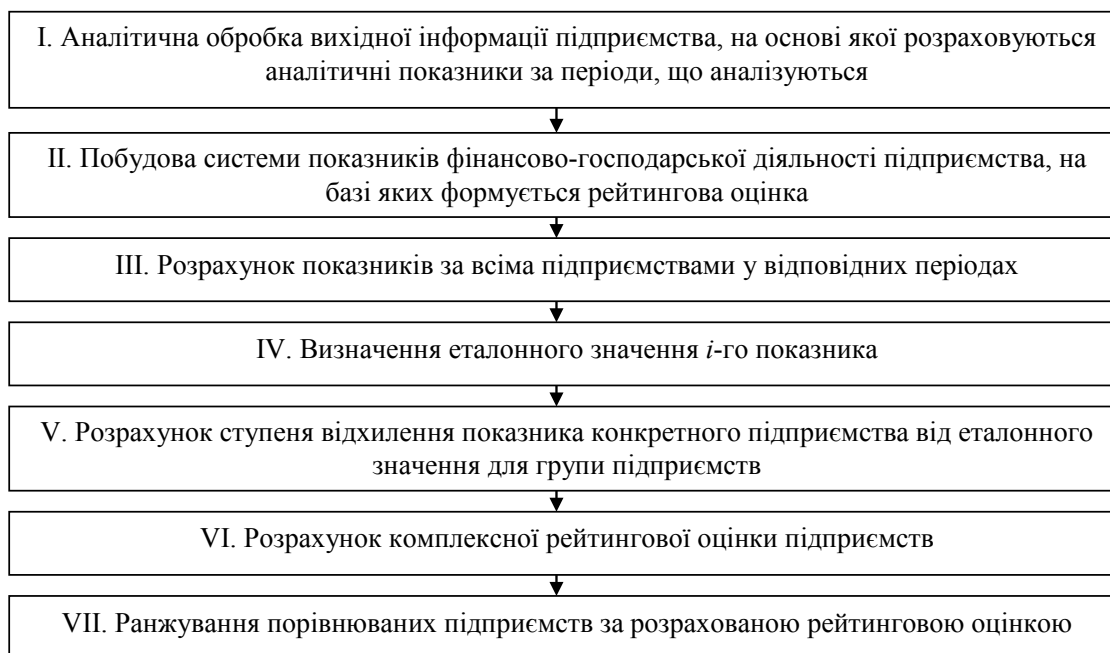 І. Аналітична обробка вихідної інформації підприємства, на основі якої розраховуються
аналітичні показники за періоди, що аналізуються
ІІ. Побудова системи показників фінансово-господарської діяльності підприємства, на
базі яких формується рейтингова оцінка
ІІІ. Розрахунок показників за всіма підприємствами у відповідних періодах
IV. Визначення еталонного значення i-го показника
V. Розрахунок ступеня відхилення показника конкретного підприємства від еталонного
значення для групи підприємств
VI. Розрахунок комплексної рейтингової оцінки підприємств
VII. Ранжування порівнюваних підприємств за розрахованою рейтинговою оцінкою